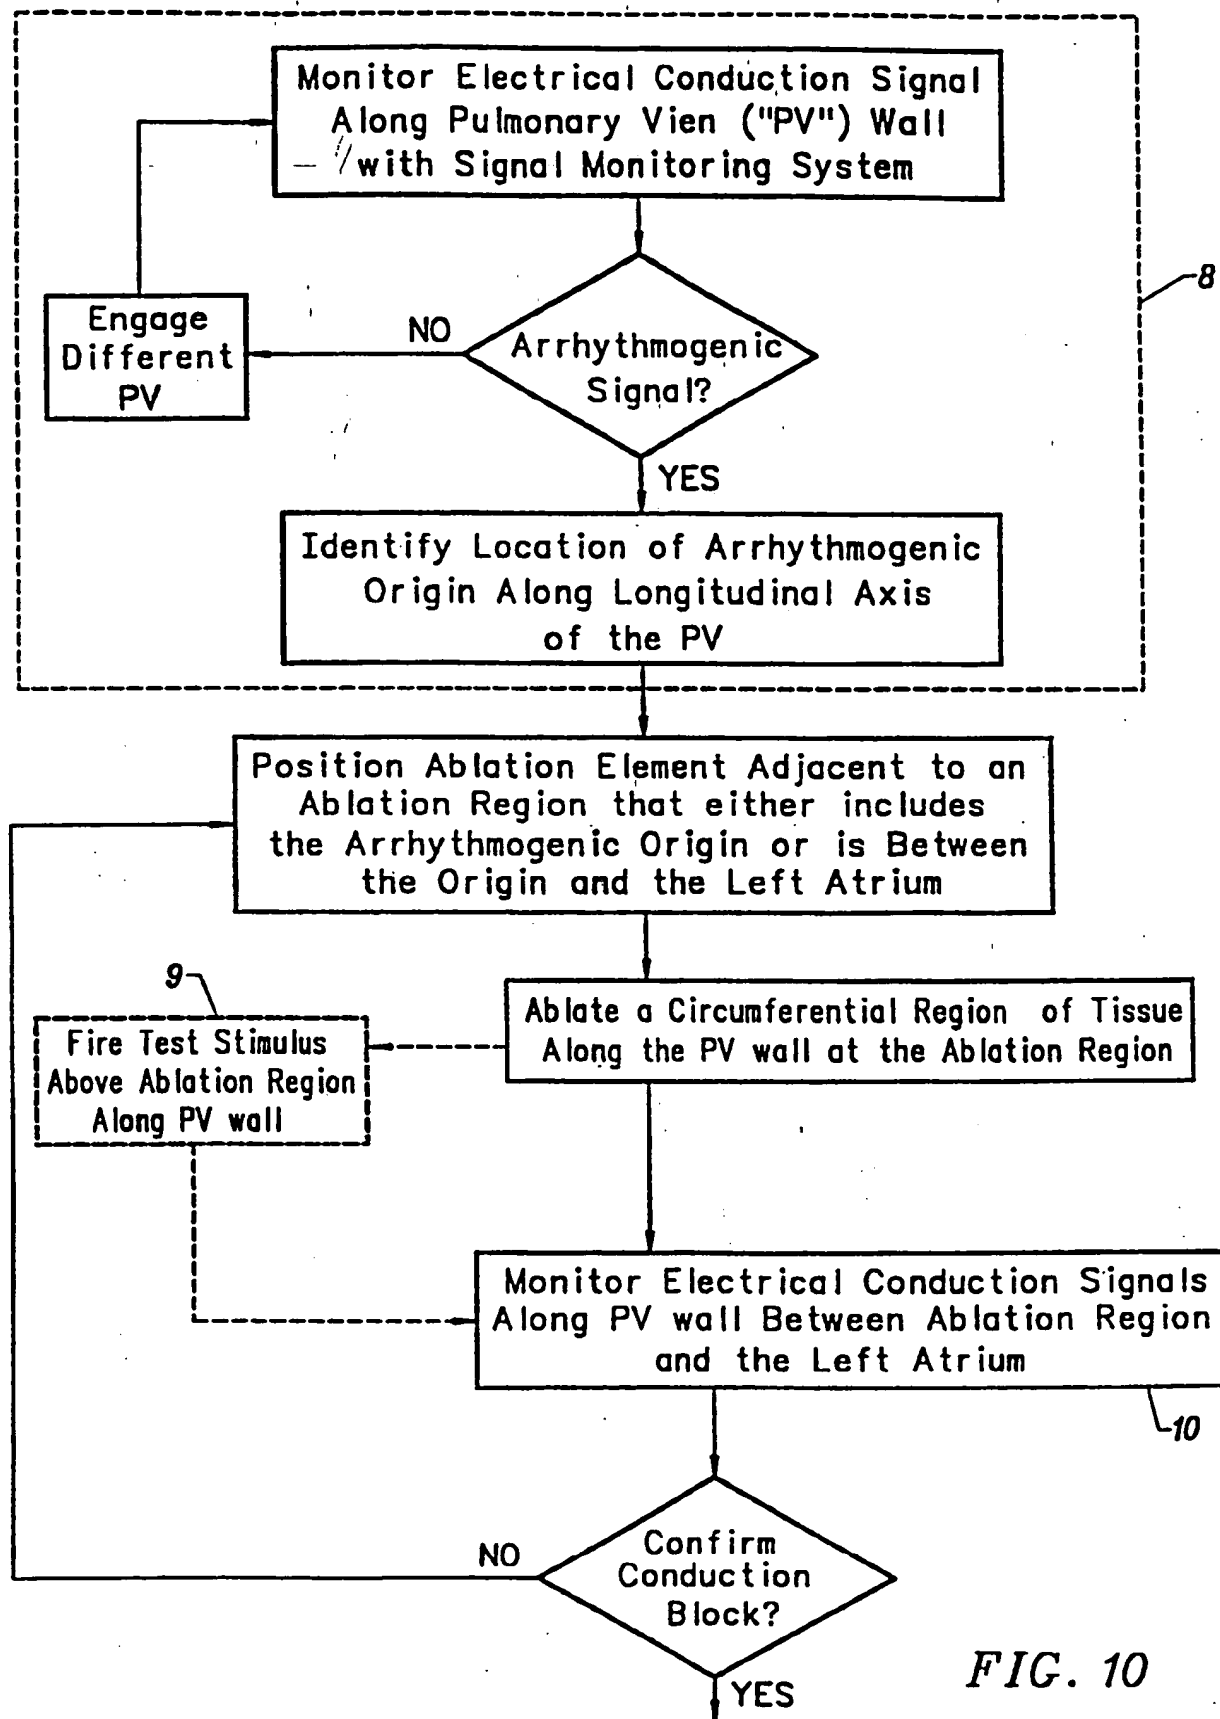 Monitor Electrical Conduction Signal
Along Pulmonary Vien ("PV") Wall
with Signal Monitoring System
8
Engage
Different
PV
NO
Arrhythmogenic
Signal?
YES
Identify Location of Arrhythmogenic
Origin Along Longitudinal Axis
of the PV
Position Ablation Element Adjacent to an
Ablation Region that either includes
the Arrhythmogenic Origin or is Between
the Origin and the Left Atrium
9
Fire Test Stimulus
Above Ablation Region
Along PV wall
Ablate a Circumferential Region of Tissue
Along the PV wall at the Ablation Region
Monitor Electrical Conduction Signals
Along PV wall Between Ablation Region
and the Left Atrium
10
NO
Confirm
Conduction
Block?
YES
FIG. 10